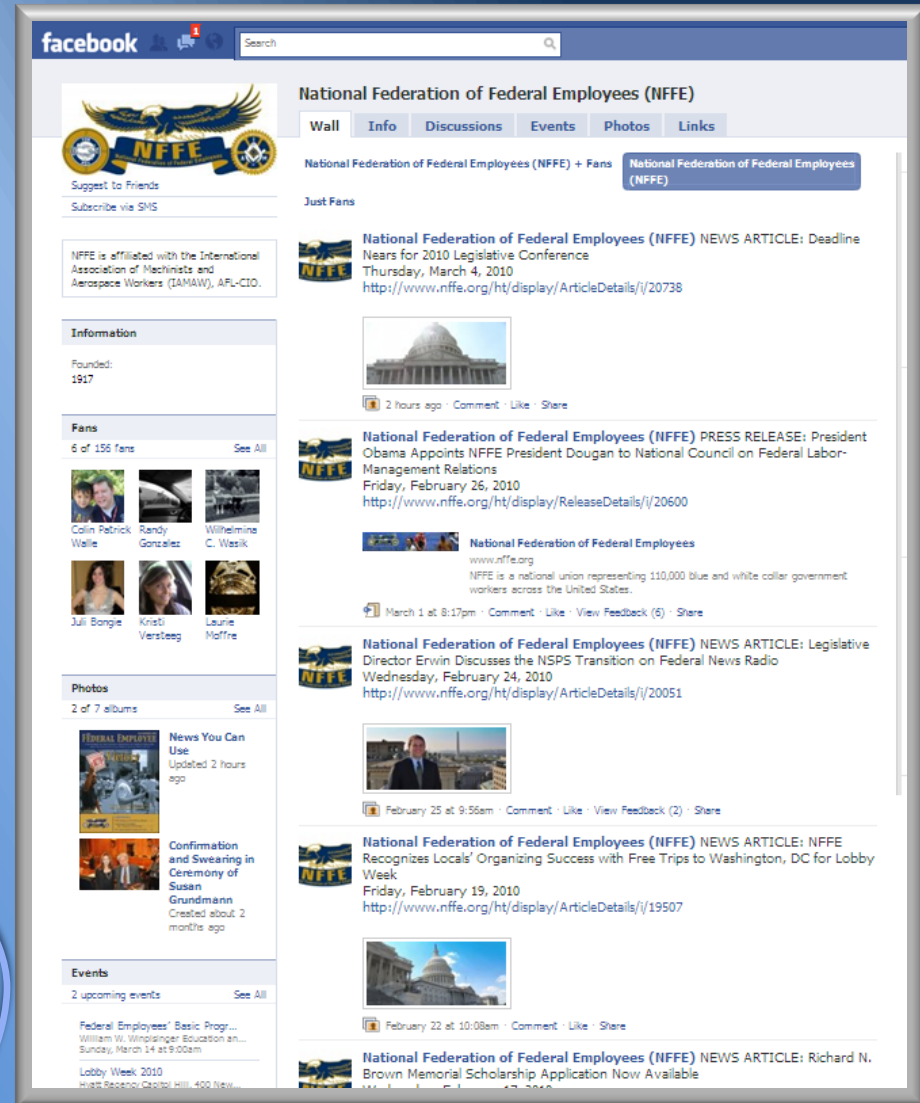 facebook
1
Search
NFFE
National Federation of Federal Employees
Suggest to Friends
Subscribe via SMS
NFFE is affiliated with the International
Association of Machinists and
Aerospace Workers (IAMAW), AFL-CIO.
Information
Founded:
1917
Fans
6 of 156 fans See All
Colin Patrick Walle
Randy Gonzalez
Wilhelmina C. Wasik
Juli Bongie
Kristi Versteeg
Laurie Moffre
Photos
2 of 7 albums See All
FEDERAL EMPLOYEE
News You Can
Use
Updated 2 hours
ago
Confirmation
and Swearing in
Ceremony of
Susan
Grundmann
Created about 2
months ago
Events
2 upcoming events See All
Federal Employees' Basic Progr...
William W. Winpisinger Education an...
Sunday, March 14 at 9:00am
Lobby Week 2010
Hyatt Regency Capitol Hill, 400 New...
National Federation of Federal Employees (NFFE)
Wall Info Discussions Events Photos Links
National Federation of Federal Employees (NFFE) + Fans
National Federation of Federal Employees
(NFFE)
Just Fans
NFFE
National Federation of Federal Employees (NFFE) NEWS ARTICLE: Deadline
Nears for 2010 Legislative Conference
Thursday, March 4, 2010
http://www.nffe.org/ht/display/ArticleDetails/i/20738
2 hours ago · Comment · Like · Share
NFFE
National Federation of Federal Employees (NFFE) PRESS RELEASE: President
Obama Appoints NFFE President Dougan to National Council on Federal Labor-
Management Relations
Friday, February 26, 2010
http://www.nffe.org/ht/display/ReleaseDetails/i/20600
National Federation of Federal Employees
www.nffe.org
NFFE is a national union representing 110,000 blue and white collar government
workers across the United States.
March 1 at 8:17pm · Comment · Like · View Feedback (6) · Share
NFFE
National Federation of Federal Employees (NFFE) NEWS ARTICLE: Legislative
Director Erwin Discusses the NSPS Transition on Federal News Radio
Wednesday, February 24, 2010
http://www.nffe.org/ht/display/ArticleDetails/i/20051
February 25 at 9:56am · Comment · Like · View Feedback (2) · Share
NFFE
National Federation of Federal Employees (NFFE) NEWS ARTICLE: NFFE
Recognizes Locals' Organizing Success with Free Trips to Washington, DC for Lobby
Week
Friday, February 19, 2010
http://www.nffe.org/ht/display/ArticleDetails/i/19507
February 22 at 10:08am · Comment · Like · Share
National Federation of Federal Employees (NFFE) NEWS ARTICLE: Richard N.
Brown Memorial Scholarship Application Now Available